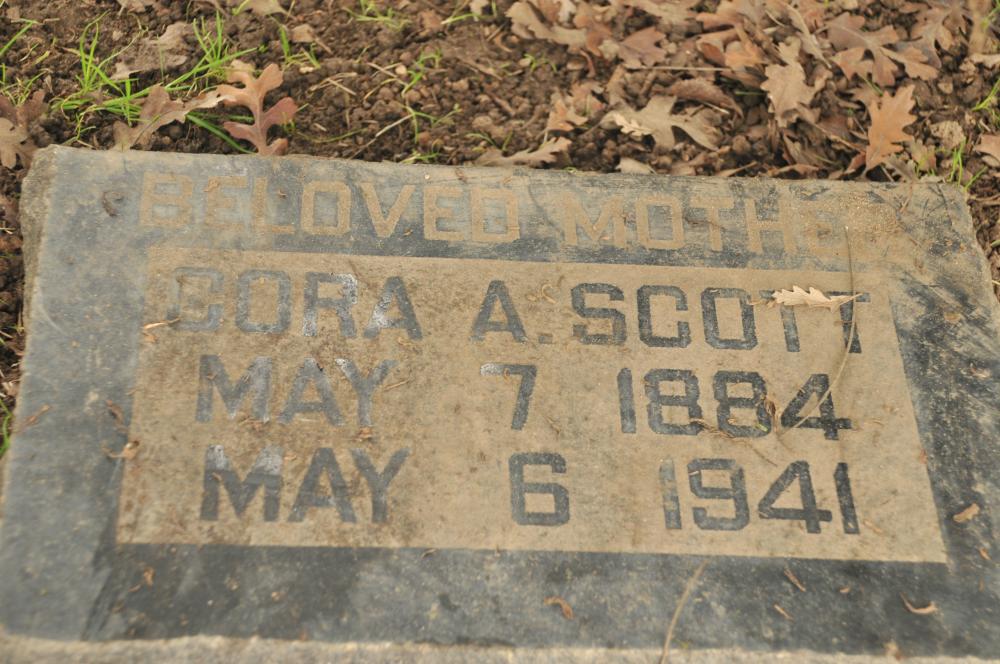 BELOVED MOTHER
CORA A. SCOTT
MAY 7 1884
MAY 6 1941